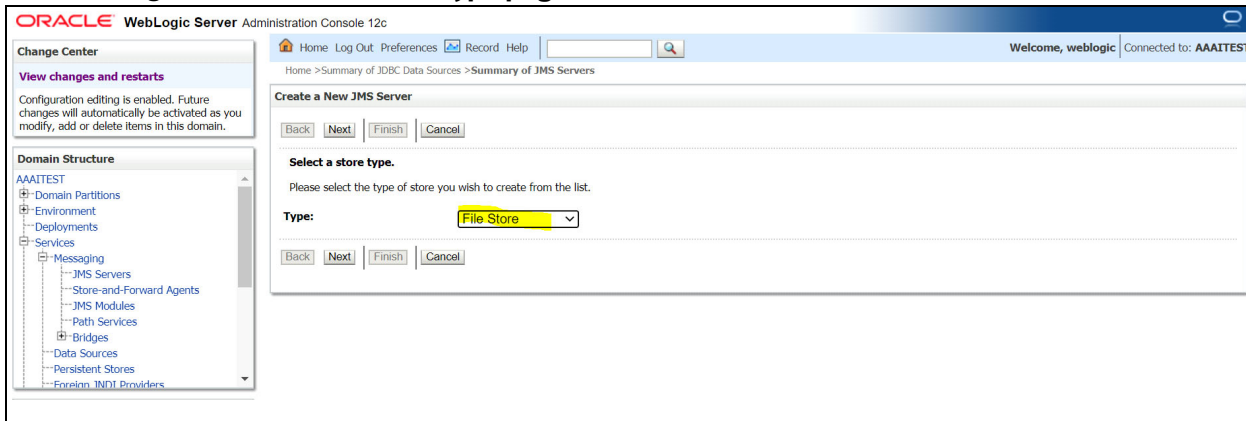 ORACLE WebLogic Server Administration Console 12c
Change Center
View changes and restarts
Configuration editing is enabled. Future
changes will automatically be activated as you
modify, add or delete items in this domain.
Domain Structure
AAAITEST
Domain Partitions
Environment
Deployments
Services
Messaging
JMS Servers
Store-and-Forward Agents
JMS Modules
Path Services
Bridges
Data Sources
Persistent Stores
Foreign JNDI Providers
Home Log Out Preferences Record Help
Welcome, weblogic Connected to: AAAITEST
Home >Summary of JDBC Data Sources >Summary of JMS Servers
Create a New JMS Server
Back Next Finish Cancel
Select a store type.
Please select the type of store you wish to create from the list.
Type: File Store
Back Next Finish Cancel